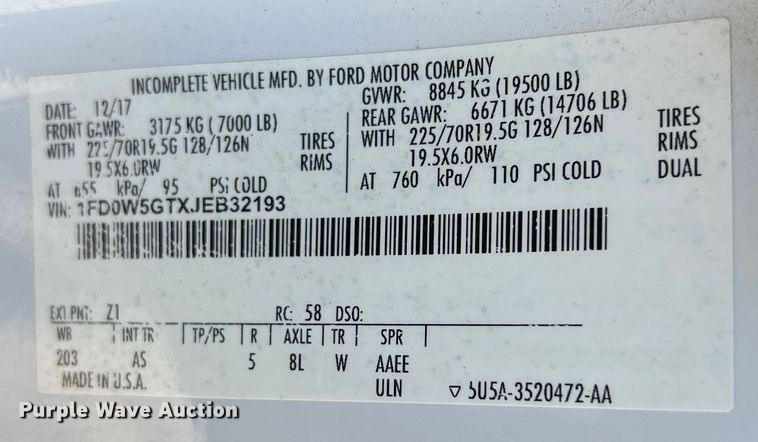 INCOMPLETE VEHICLE MFD. BY FORD MOTOR COMPANY
DATE: 12/17 GVWR: 8845 KG (19500 LB)
FRONT GAWR: 3175 KG (7000 LB) REAR GAWR: 6671 KG (14706 LB)
WITH 225/70R19.5G 128/126N TIRES WITH 225/70R19.5G 128/126N TIRES
19.5X6.0RW RIMS 19.5X6.0RW RIMS
AT 655 kPa/ 95 PSI COLD AT 760 kPa/ 110 PSI COLD DUAL
VIN: 1FD0W5GTXJEB32193
EXT PNT: Z1 RC: 58 DSO:
WB INT TR TP/PS R AXLE TR SPR
203 AS 5 8L W AAEE
MADE IN U.S.A. ULN ▽ 5U5A-3520472-AA
Purple Wave Auction